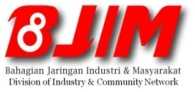 BJIM
Bahagian Jaringan Industri & Masyarakat
Division of Industry & Community Network